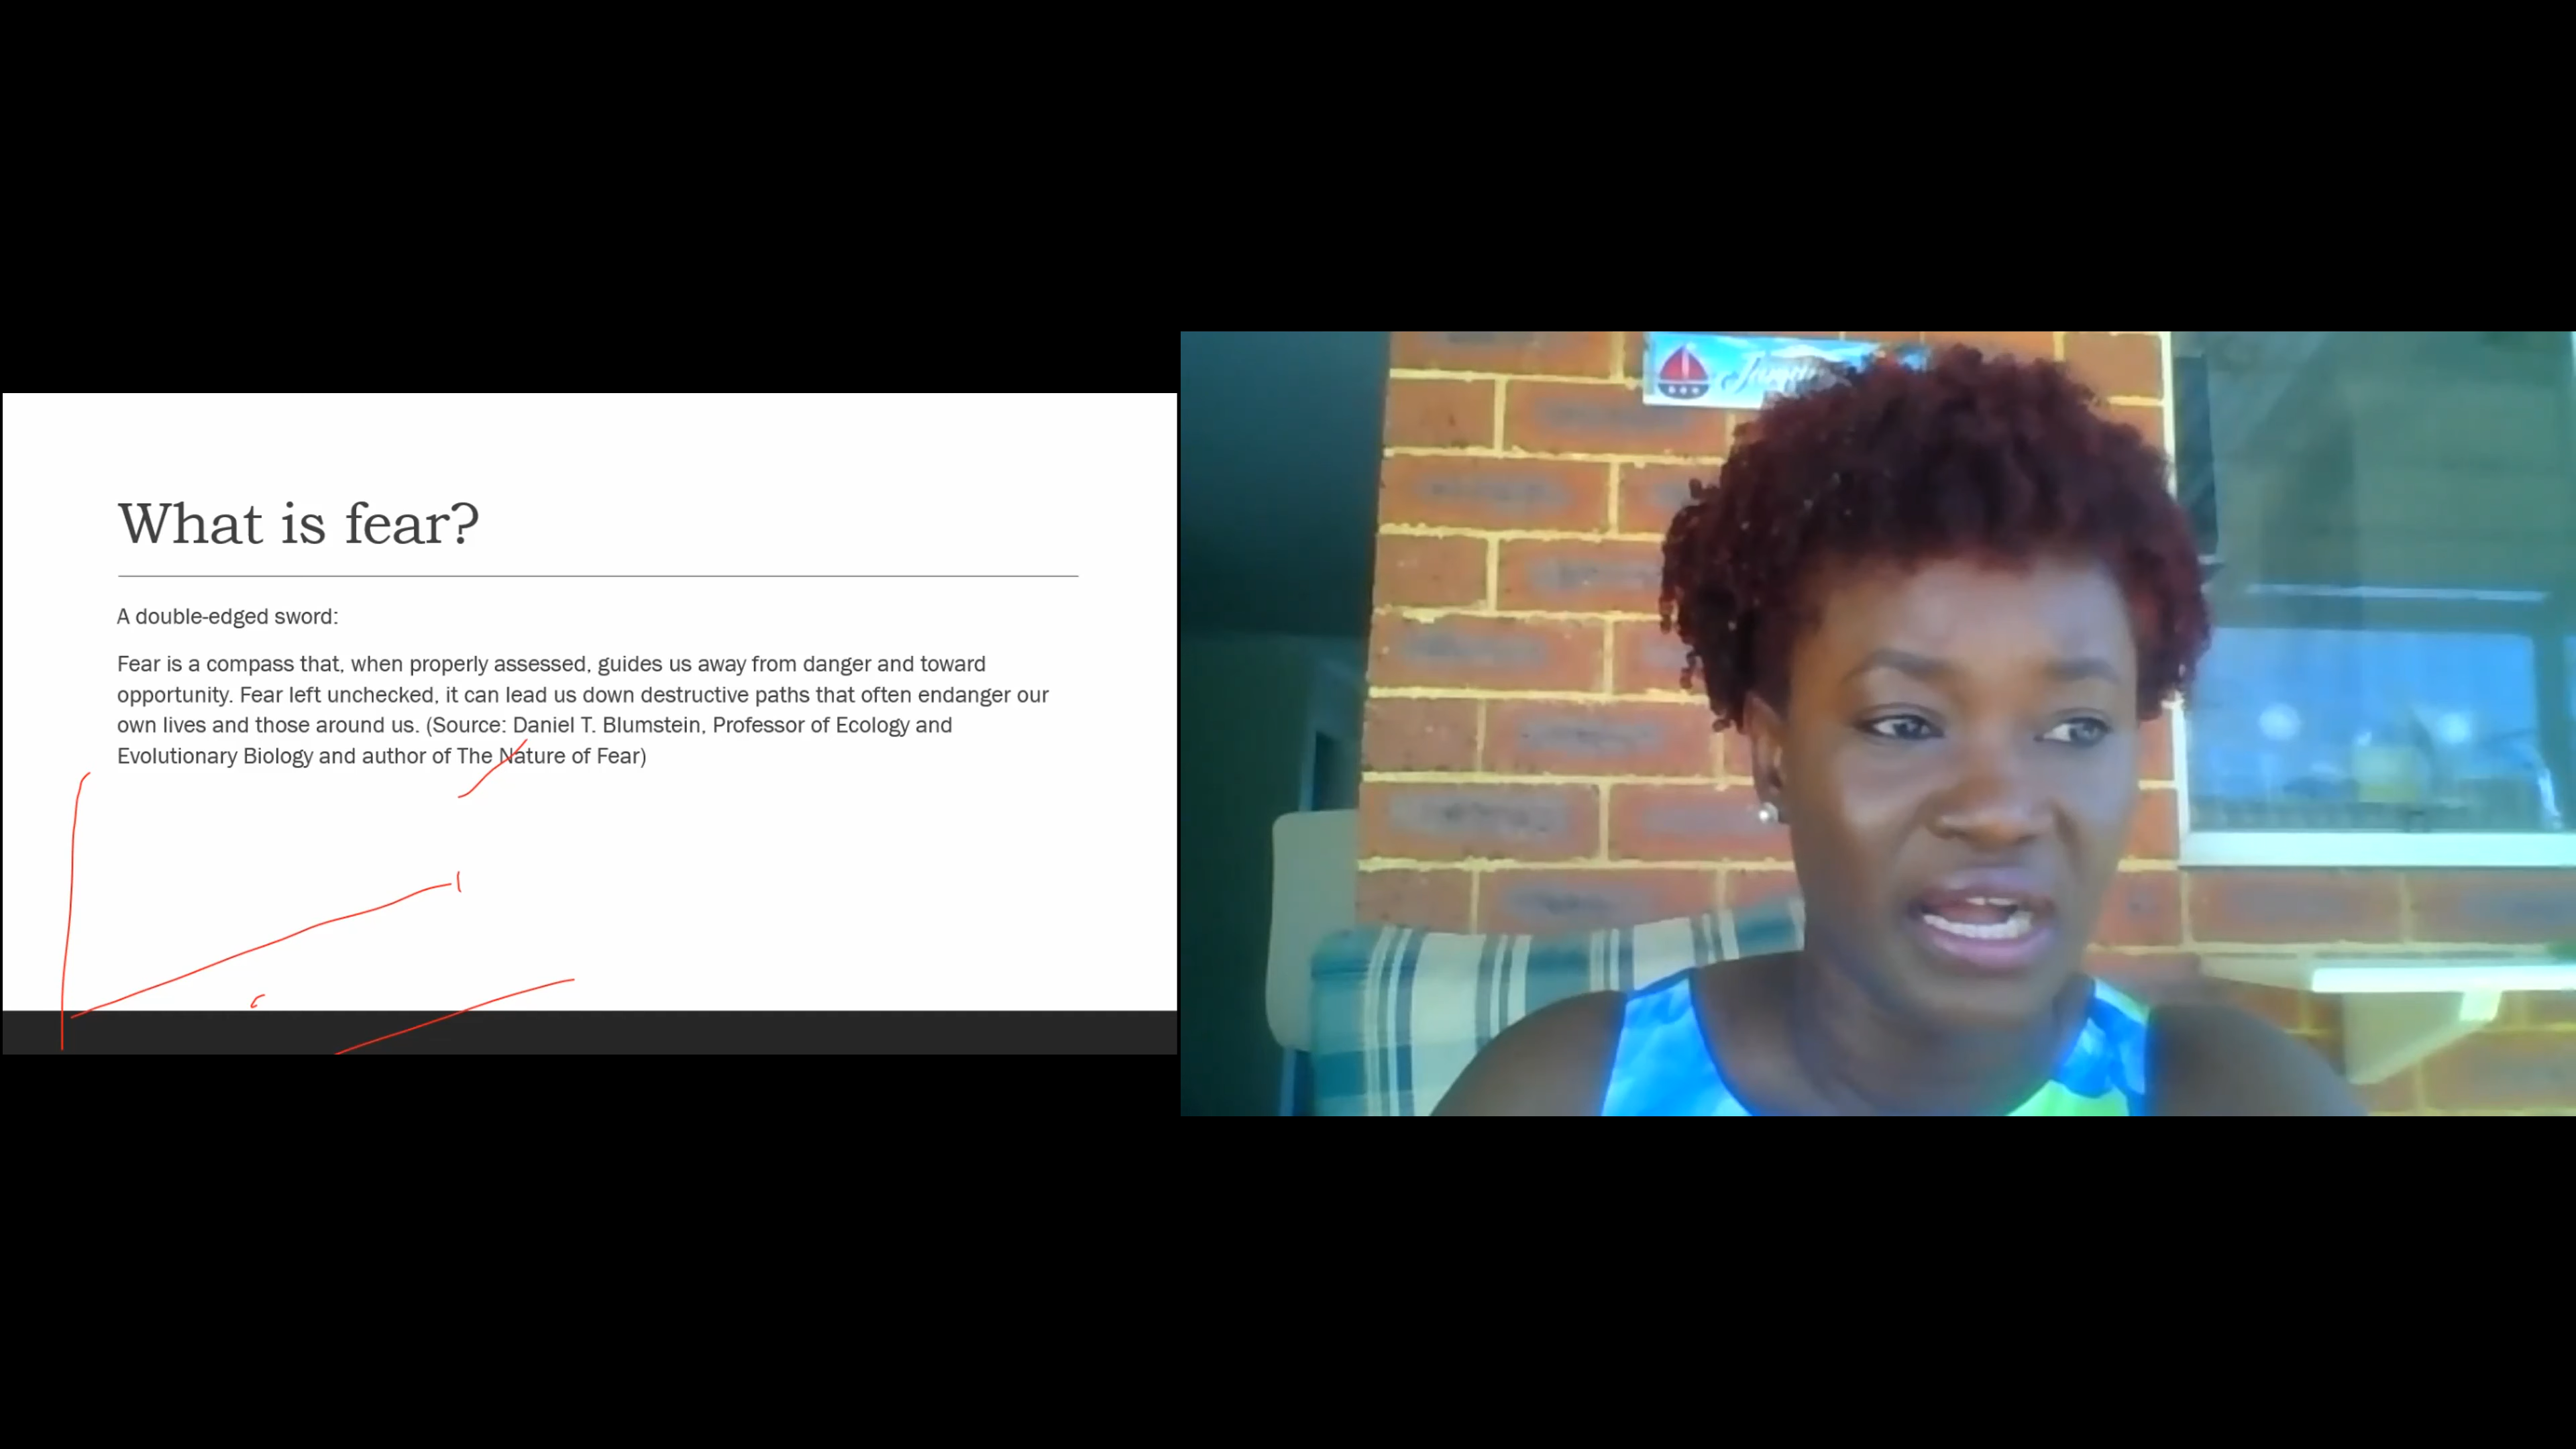 What is fear?
A double-edged sword:
Fear is a compass that, when properly assessed, guides us away from danger and toward
opportunity. Fear left unchecked, it can lead us down destructive paths that often endanger our
own lives and those around us. (Source: Daniel T. Blumstein, Professor of Ecology and
Evolutionary Biology and author of The Nature of Fear)